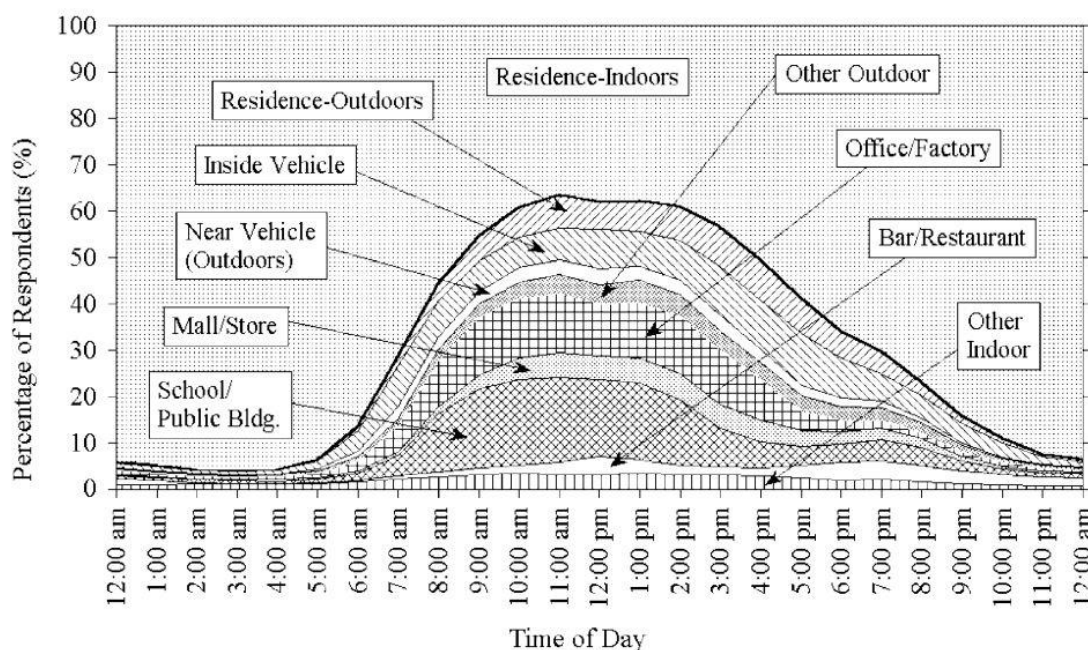 100
90
80
70
60
50
40
30
20
10
0
Percentage of Respondents (%)
Residence-Indoors
Other Outdoor
Residence-Outdoors
Office/Factory
Inside Vehicle
Near Vehicle
(Outdoors)
Bar/Restaurant
Mall/Store
Other
Indoor
School/
Public Bldg.
12:00 am
1:00 am
2:00 am
3:00 am
4:00 am
5:00 am
6:00 am
7:00 am
8:00 am
9:00 am
10:00 am
11:00 am
12:00 pm
1:00 pm
2:00 pm
3:00 pm
4:00 pm
5:00 pm
6:00 pm
7:00 pm
8:00 pm
9:00 pm
10:00 pm
11:00 pm
12:00 am
Time of Day